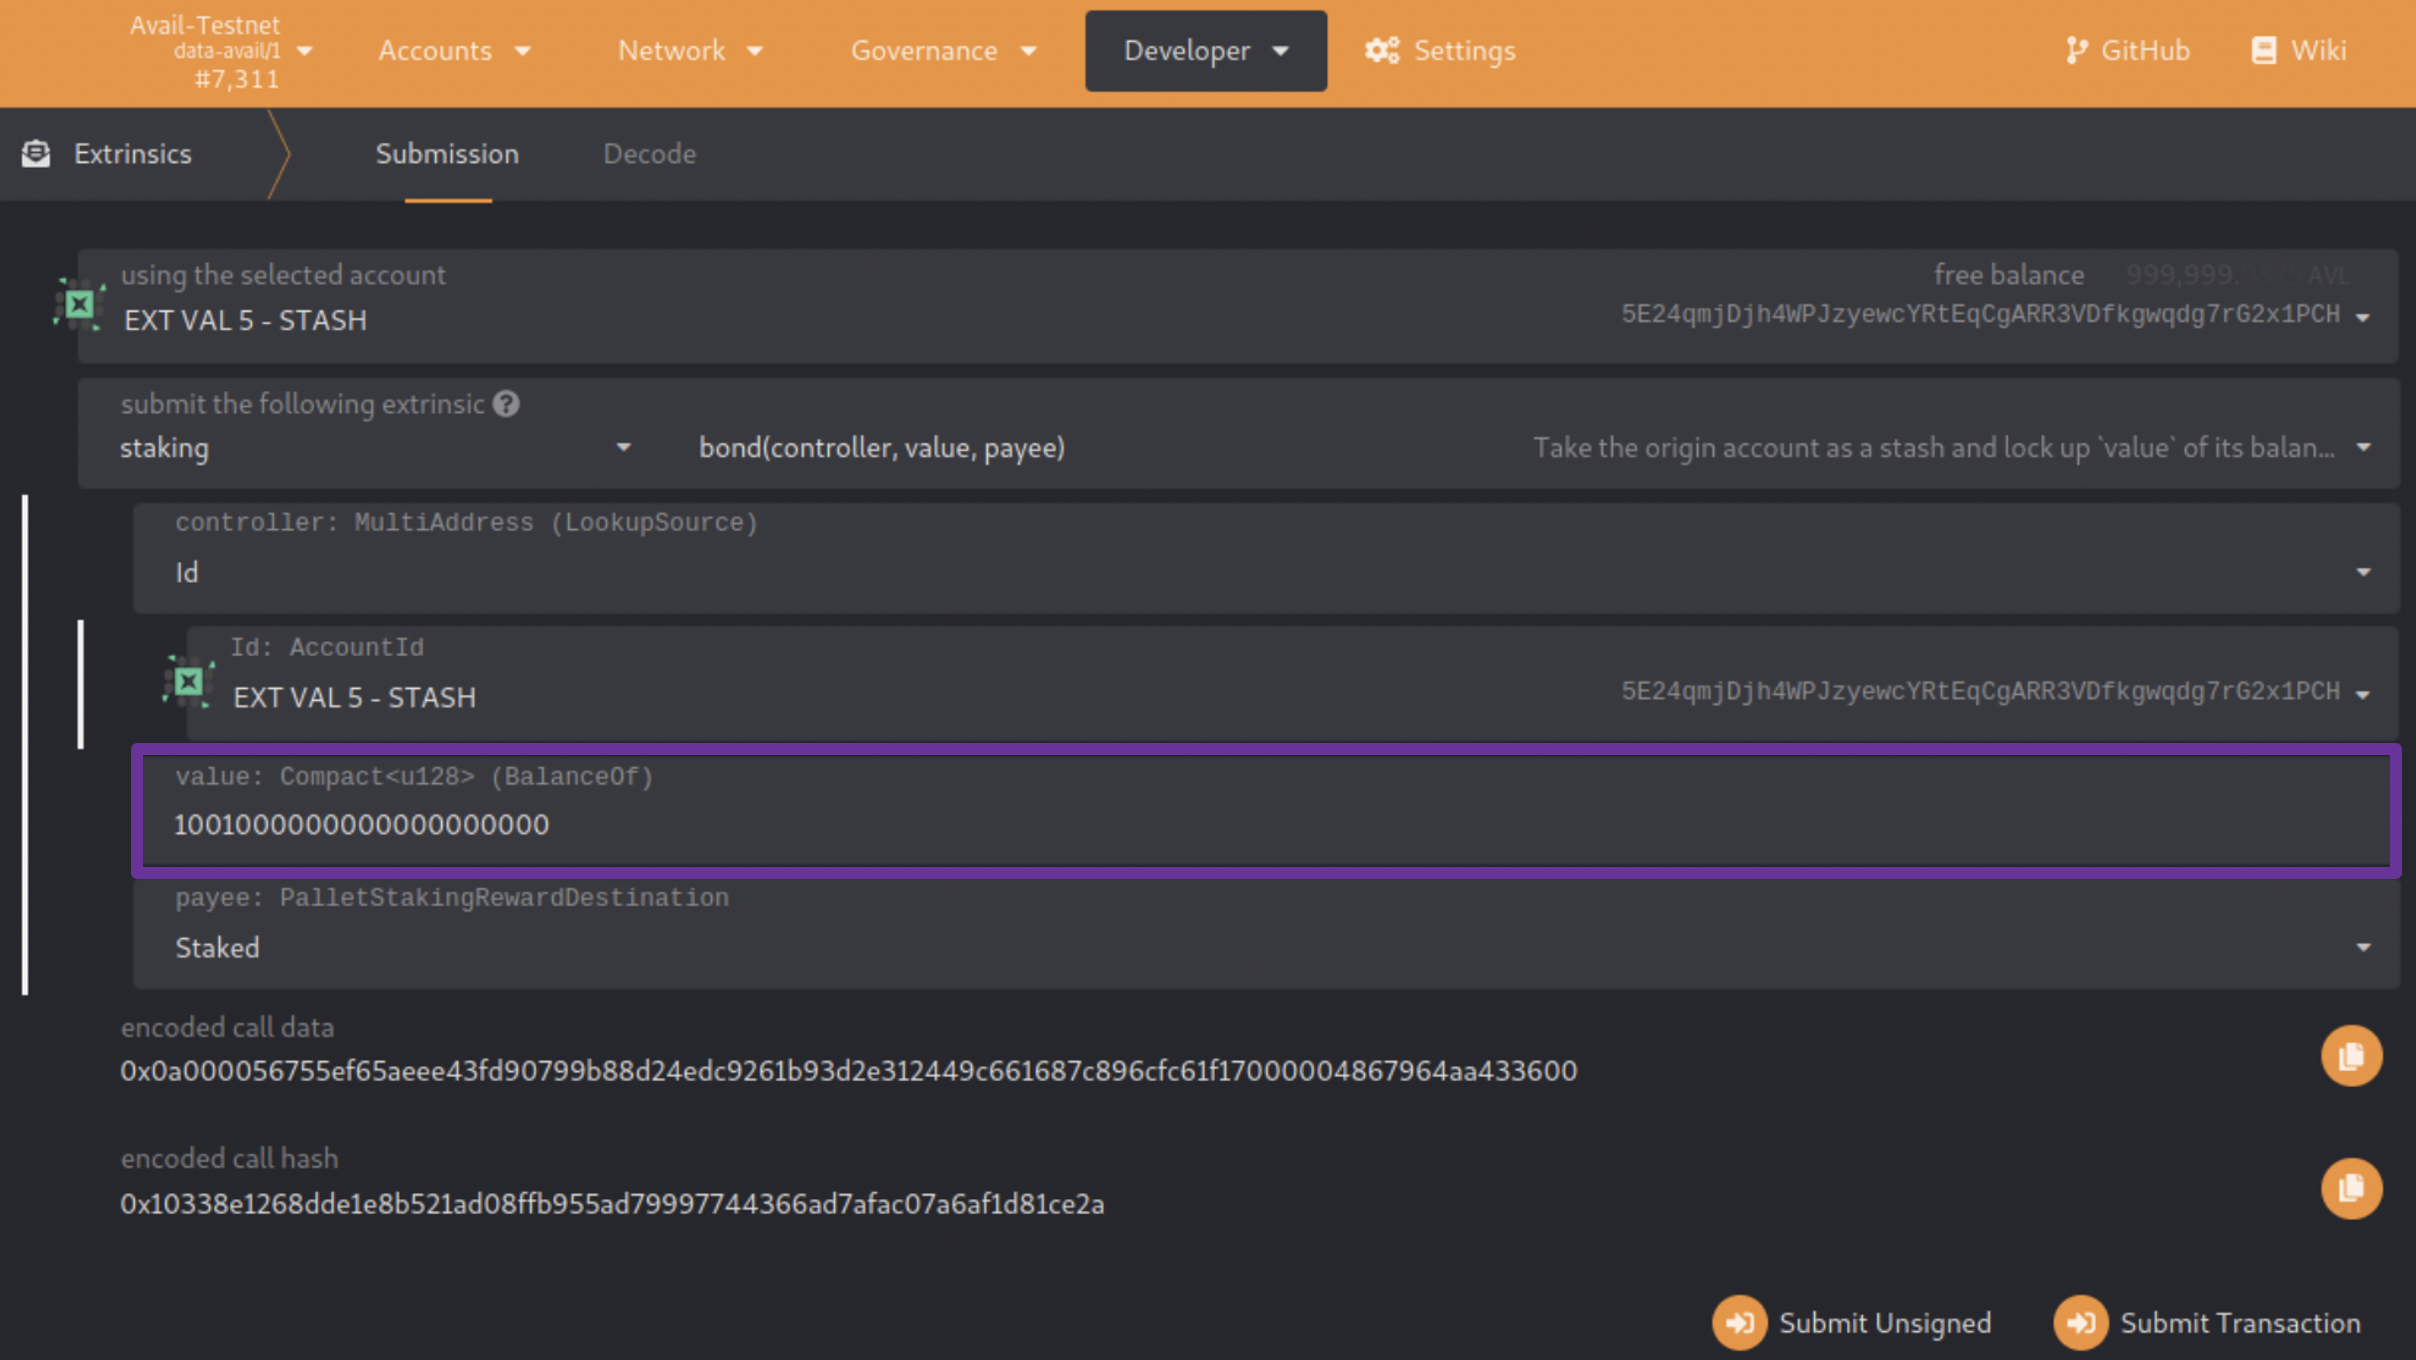 Avail-Testnet
data-avail/1
#7,311
Accounts
Network
Governance
Developer
Settings
GitHub
Wiki
Extrinsics
Submission
Decode
using the selected account
EXT VAL 5 - STASH
free balance 999,999.9875 AVL
5E24qmjDjh4WPJzyewcYRtEqCgARR3VDfkgwqdg7rG2x1PCH
submit the following extrinsic
staking
bond(controller, value, payee)
Take the origin account as a stash and lock up `value` of its balan...
controller: MultiAddress (LookupSource)
Id
Id: AccountId
EXT VAL 5 - STASH
5E24qmjDjh4WPJzyewcYRtEqCgARR3VDfkgwqdg7rG2x1PCH
value: Compact<u128> (BalanceOf)
1001000000000000000000
payee: PalletStakingRewardDestination
Staked
encoded call data
0x0a000056755ef65aeee43fd90799b88d24edc9261b93d2e312449c661687c896cfc61f17000004867964aa433600
encoded call hash
0x10338e1268dde1e8b521ad08ffb955ad79997744366ad7afac07a6af1d81ce2a
Submit Unsigned
Submit Transaction